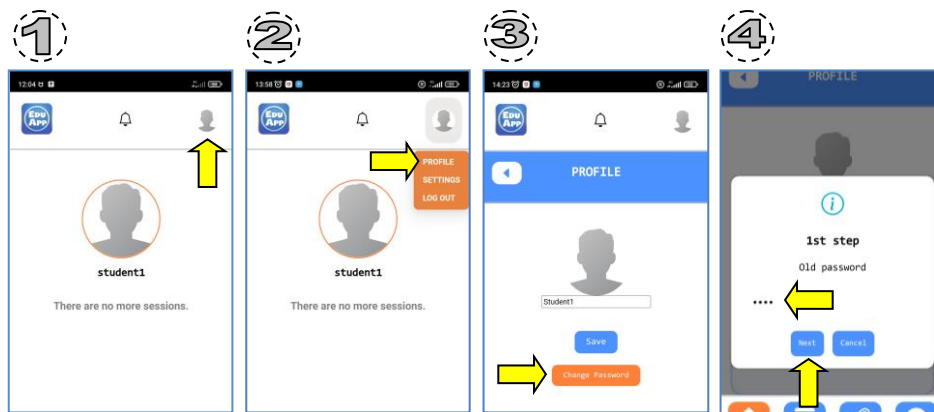 1
2
3
4
12:04
EDU
APP
student1
There are no more sessions.
13:58
EDU
APP
PROFILE
SETTINGS
LOG OUT
student1
There are no more sessions.
14:23
EDU
APP
PROFILE
Student1
Save
Change Password
PROFILE
i
1st step
Old password
••••
Next Cancel